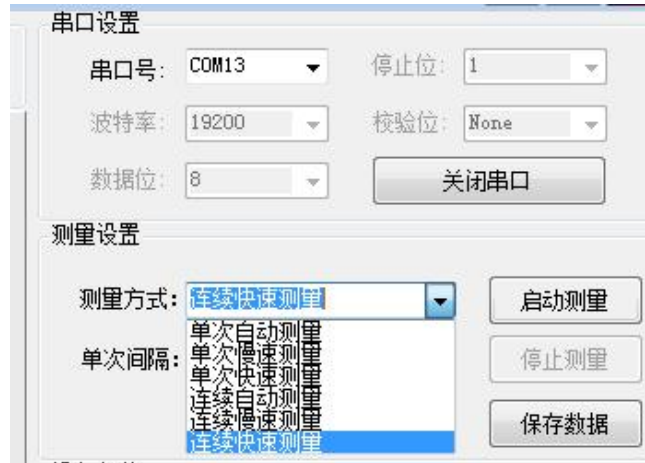 串口设置
串口号: COM13 停止位: 1
波特率: 19200 校验位: None
数据位: 8 关闭串口
测量设置
测量方式: 连续快速测量 启动测量
单次自动测量
单次慢速测量
单次间隔: 单次快速测量 停止测量
连续自动测量
连续慢速测量 保存数据
连续快速测量